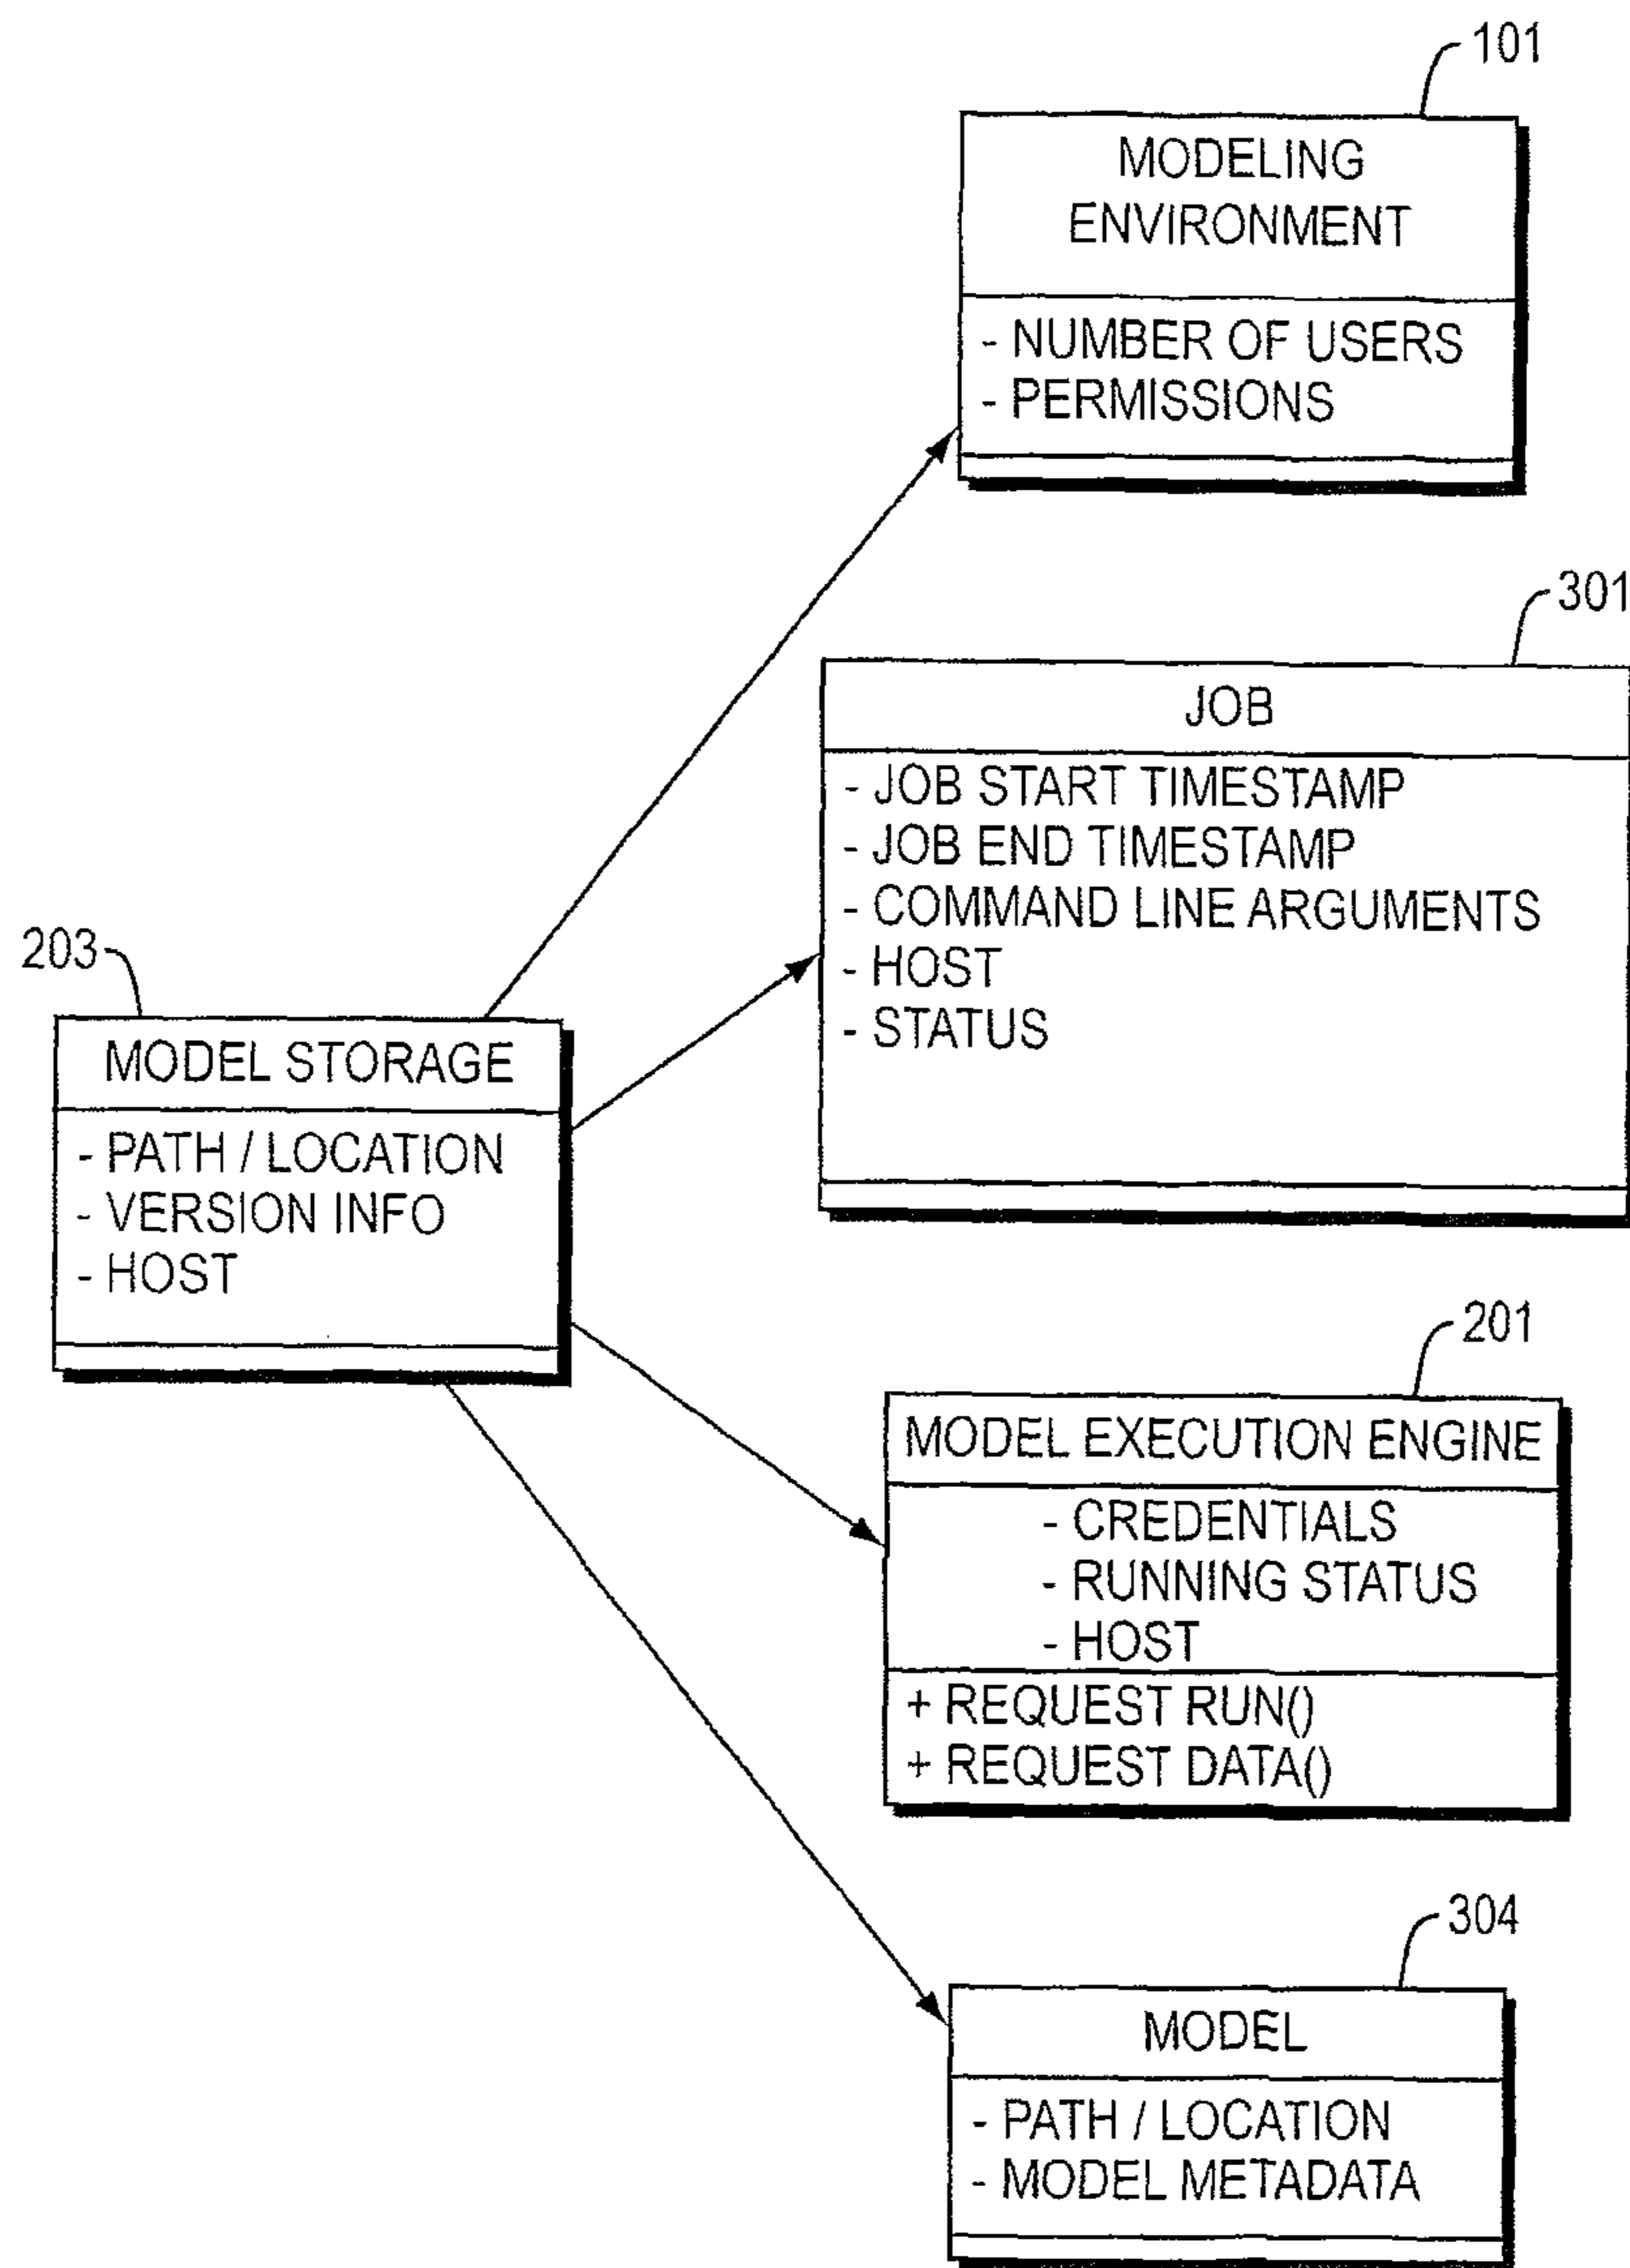 101
MODELING
ENVIRONMENT
- NUMBER OF USERS
- PERMISSIONS
301
JOB
- JOB START TIMESTAMP
- JOB END TIMESTAMP
- COMMAND LINE ARGUMENTS
- HOST
- STATUS
203
MODEL STORAGE
- PATH / LOCATION
- VERSION INFO
- HOST
201
MODEL EXECUTION ENGINE
- CREDENTIALS
- RUNNING STATUS
- HOST
+ REQUEST RUN()
+ REQUEST DATA()
304
MODEL
- PATH / LOCATION
- MODEL METADATA